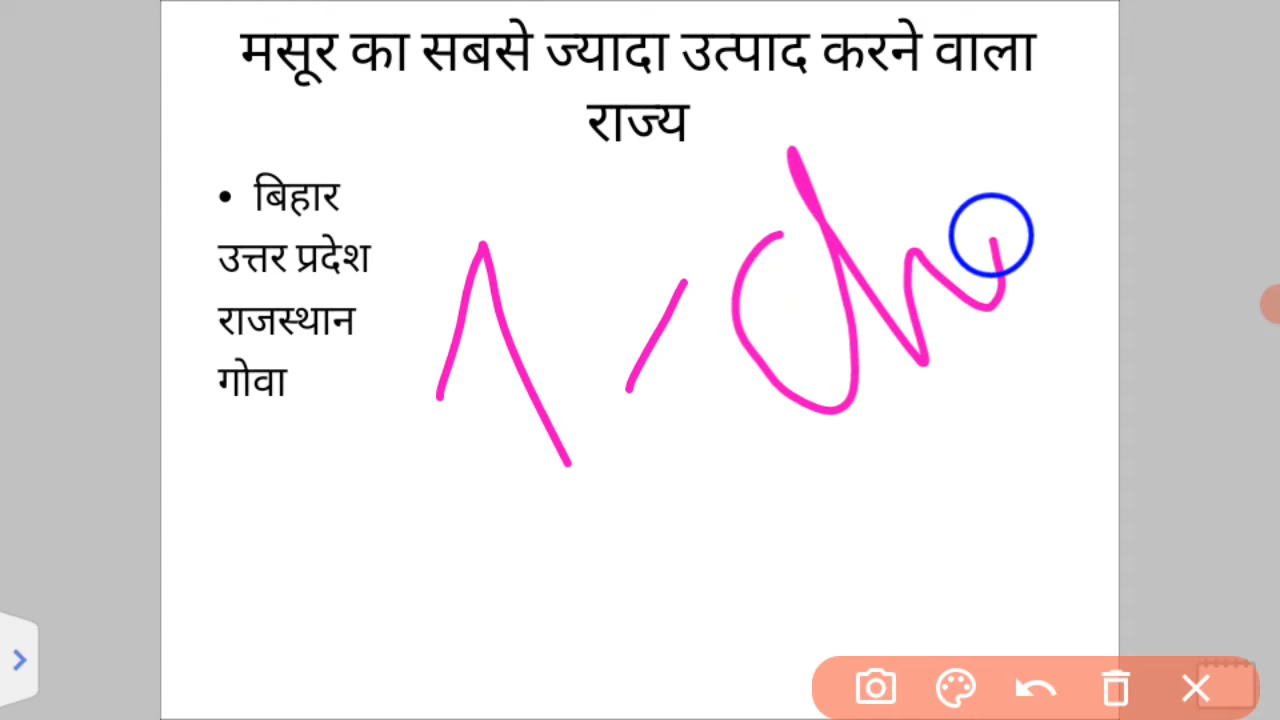 मसूर का सबसे ज्यादा उत्पाद करने वाला
राज्य
• बिहार
उत्तर प्रदेश
राजस्थान
गोवा